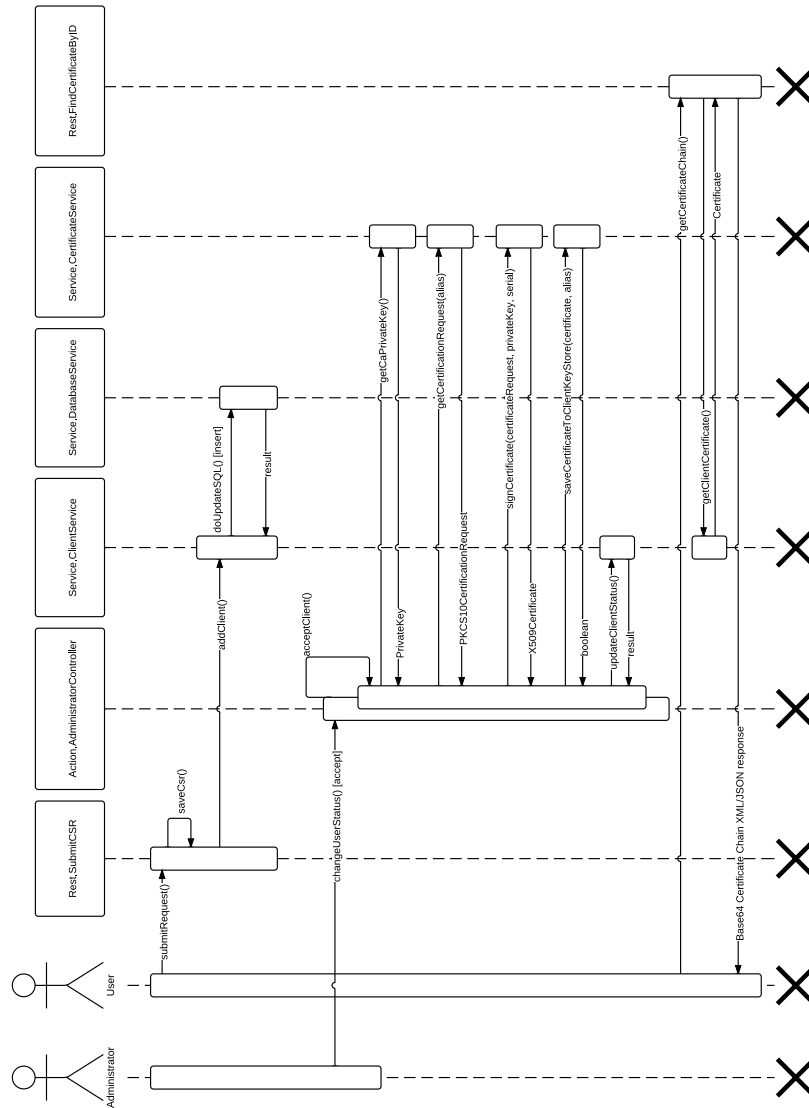 Administrator
User
Rest,SubmitCSR
Action,AdministratorController
Service,ClientService
Service,DatabaseService
Service,CertificateService
Rest,FindCertificateByID
submitRequest()
saveCsr()
addClient()
doUpdateSQL() [insert]
result
acceptClient()
changeUserStatus() [accept]
getCaPrivateKey()
PrivateKey
getCertificationRequest(alias)
PKCS10CertificationRequest
signCertificate(certificateRequest, privateKey, serial)
X509Certificate
saveCertificateToClientKeyStore(certificate, alias)
boolean
updateClientStatus()
result
getCertificateChain()
getClientCertificate()
Certificate
Base64 Certificate Chain XML/JSON response